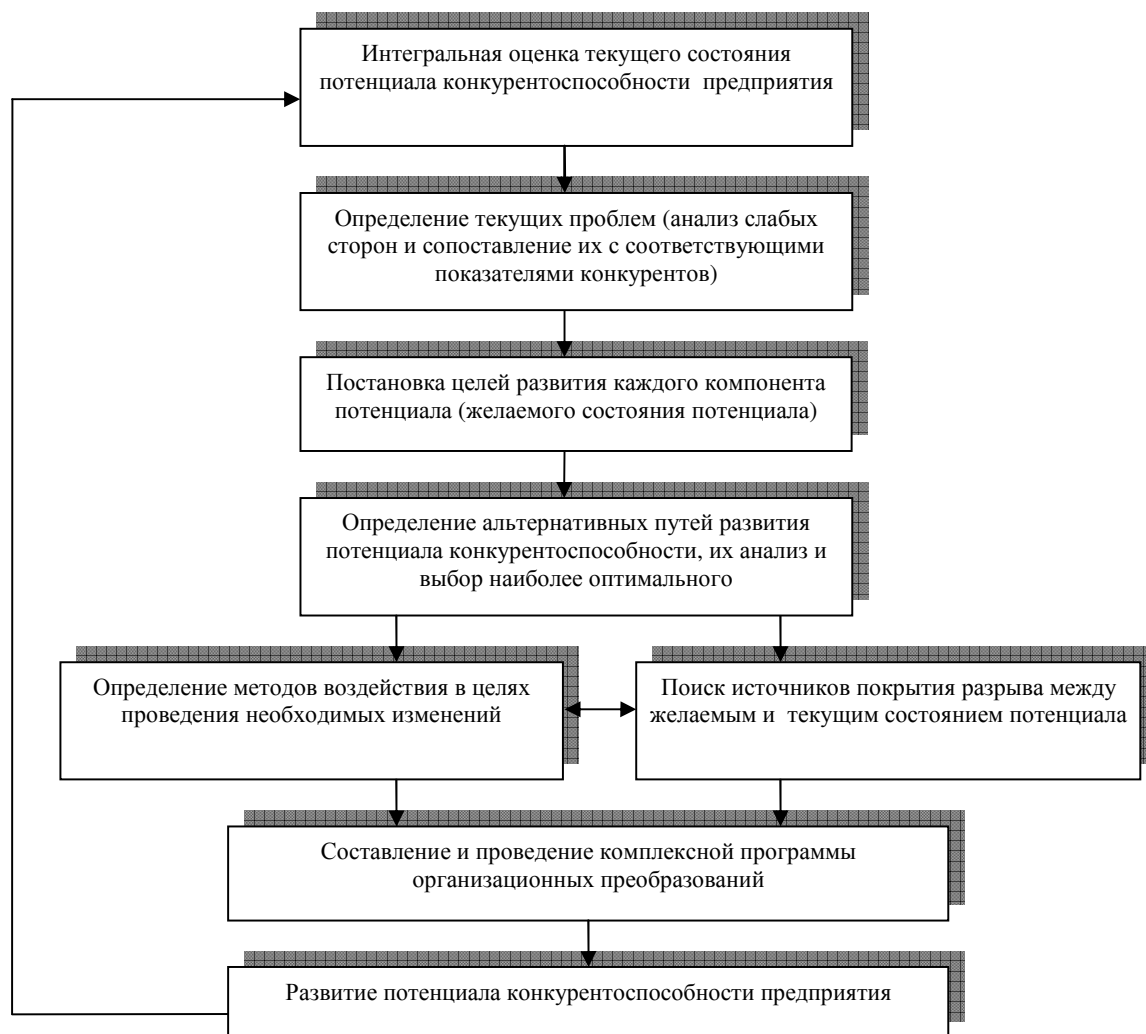 Интегральная оценка текущего состояния
потенциала конкурентоспособности предприятия
Определение текущих проблем (анализ слабых
сторон и сопоставление их с соответствующими
показателями конкурентов)
Постановка целей развития каждого компонента
потенциала (желаемого состояния потенциала)
Определение альтернативных путей развития
потенциала конкурентоспособности, их анализ и
выбор наиболее оптимального
Определение методов воздействия в целях
проведения необходимых изменений
Поиск источников покрытия разрыва между
желаемым и текущим состоянием потенциала
Составление и проведение комплексной программы
организационных преобразований
Развитие потенциала конкурентоспособности предприятия